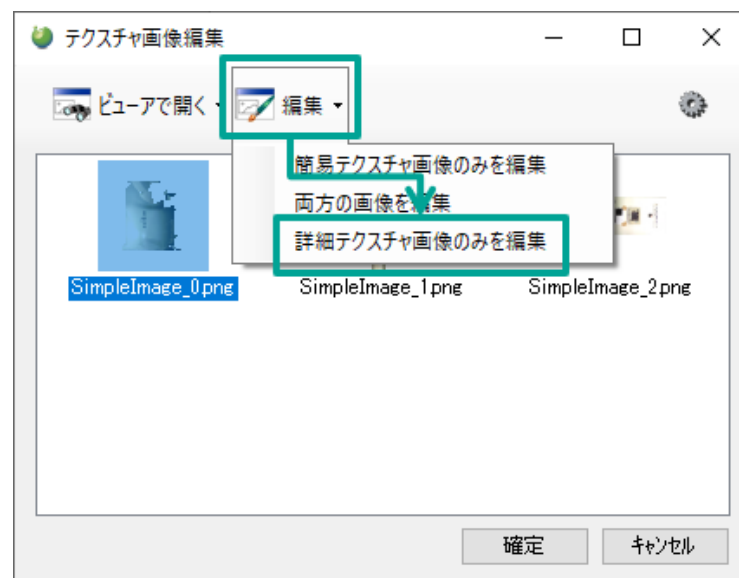 テクスチャ画像編集
ビューアで開く 編集
簡易テクスチャ画像のみを編集
両方の画像を編集
詳細テクスチャ画像のみを編集
SimpleImage_0.png SimpleImage_1.png SimpleImage_2.png
確定 キャンセル